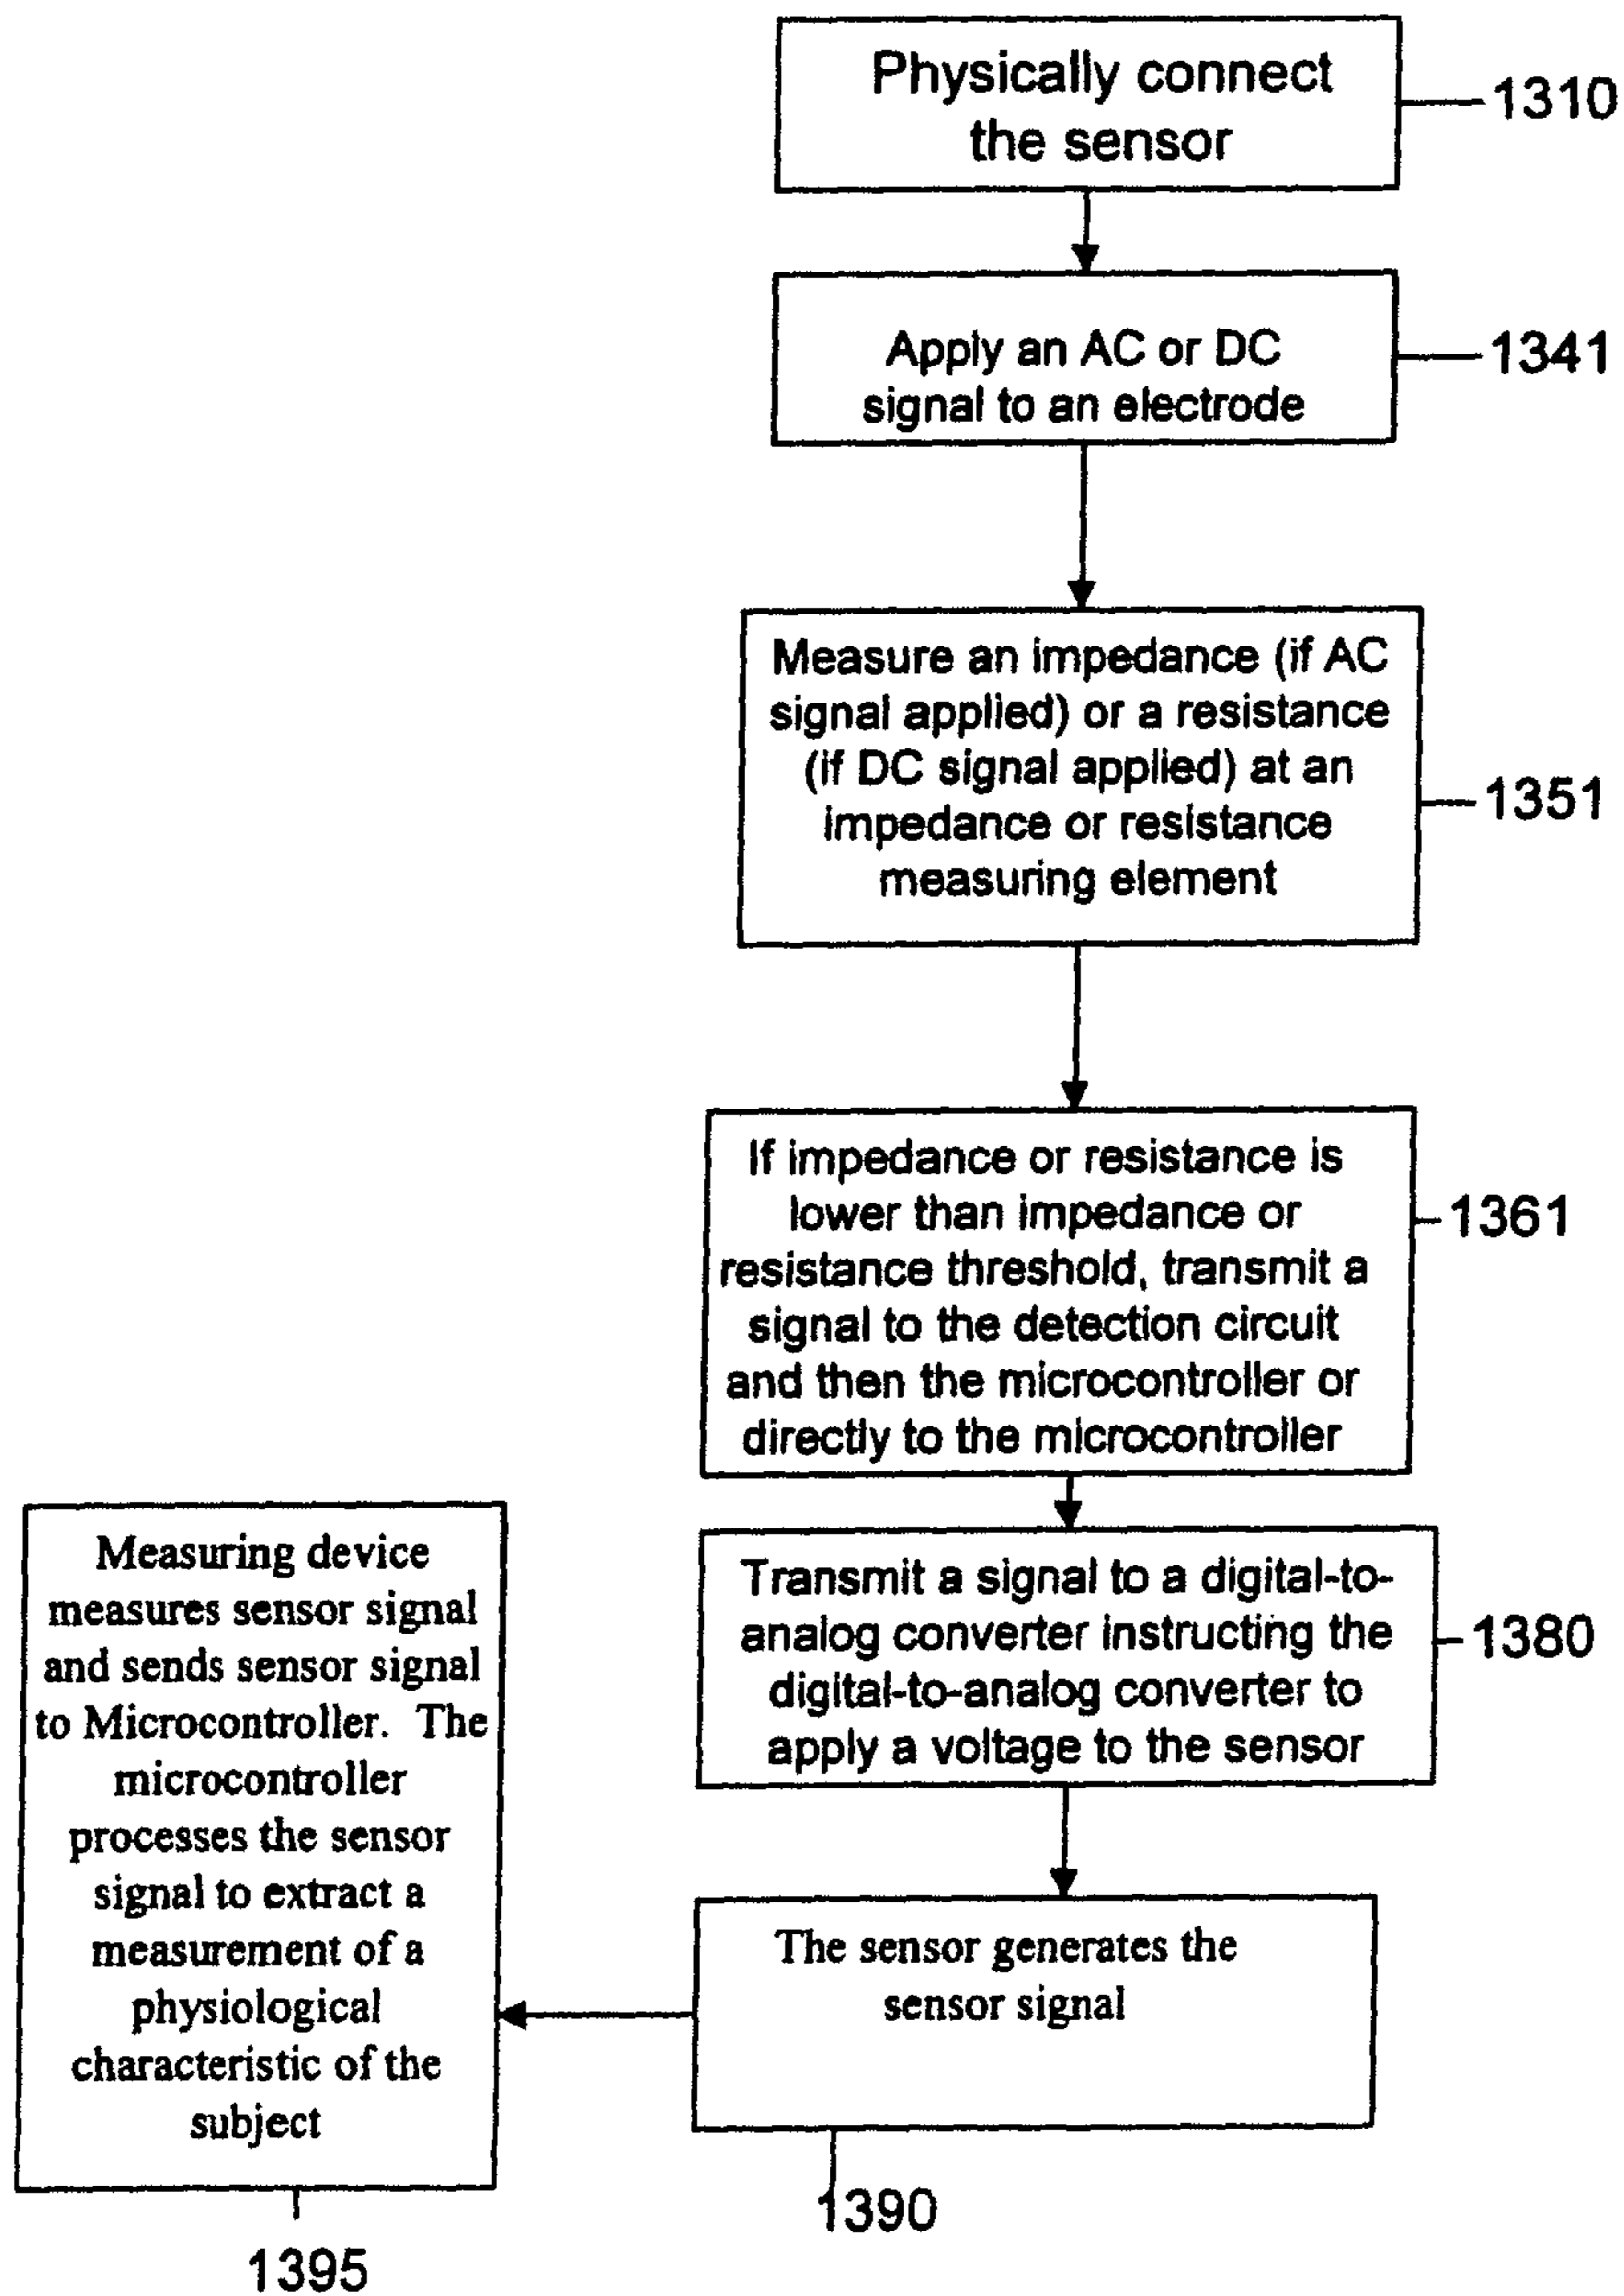 Physically connect
the sensor
1310
Apply an AC or DC
signal to an electrode
1341
Measure an impedance (if AC
signal applied) or a resistance
(if DC signal applied) at an
impedance or resistance
measuring element
1351
If impedance or resistance is
lower than impedance or
resistance threshold, transmit a
signal to the detection circuit
and then the microcontroller or
directly to the microcontroller
1361
Transmit a signal to a digital-to-
analog converter instructing the
digital-to-analog converter to
apply a voltage to the sensor
1380
The sensor generates the
sensor signal
1390
Measuring device
measures sensor signal
and sends sensor signal
to Microcontroller. The
microcontroller
processes the sensor
signal to extract a
measurement of a
physiological
characteristic of the
subject
1395